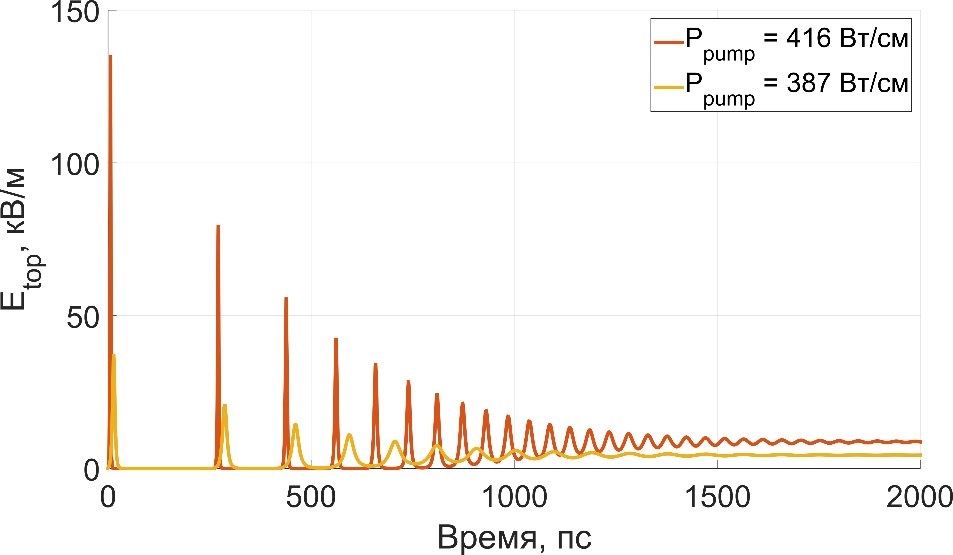 150
100
50
0
E_top, кВ/м
P_pump = 416 Вт/см
P_pump = 387 Вт/см
0 500 1000 1500 2000
Время, пс